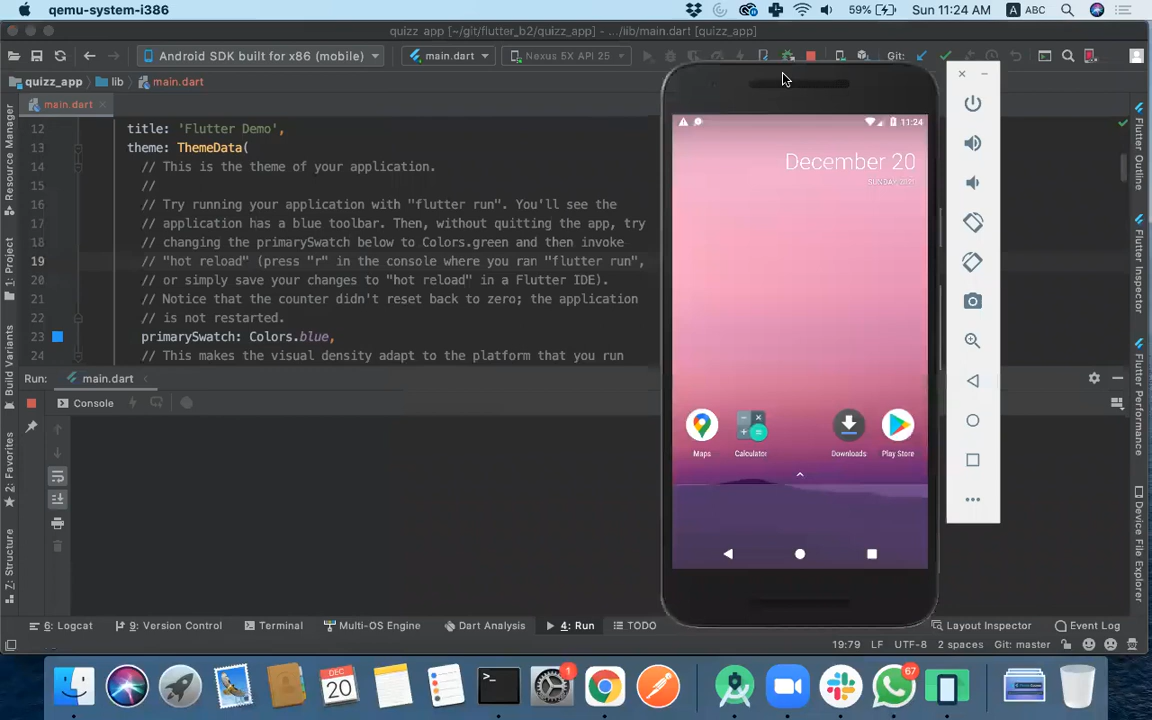 qemu-system-i386
59%
Sun 11:24 AM
A
ABC
quizz_app [~/git/flutter_b2/quizz_app] - .../lib/main.dart [quizz_app]
Android SDK built for x86 (mobile)
main.dart
Nexus 5X API 25
Git:
quizz_app
lib
main.dart
main.dart
12 title: 'Flutter Demo',
13 theme: ThemeData(
14 // This is the theme of your application.
15 //
16 // Try running your application with "flutter run". You'll see the
17 // application has a blue toolbar. Then, without quitting the app, try
18 // changing the primarySwatch below to Colors.green and then invoke
19 // "hot reload" (press "r" in the console where you ran "flutter run",
20 // or simply save your changes to "hot reload" in a Flutter IDE).
21 // Notice that the counter didn't reset back to zero; the application
22 // is not restarted.
23 primarySwatch: Colors.blue,
24 // This makes the visual density adapt to the platform that you run
Resource Manager
1: Project
Build Variants
2: Favorites
7: Structure
Run:
main.dart
Console
11:24
December 20
Maps
Calculator
Downloads
Play Store
Flutter Outline
Flutter Inspector
Flutter Performance
Device File Explorer
6: Logcat
9: Version Control
Terminal
Multi-OS Engine
Dart Analysis
4: Run
TODO
Layout Inspector
Event Log
19:79
LF
UTF-8
2 spaces
Git: master
DEC
20
1
67